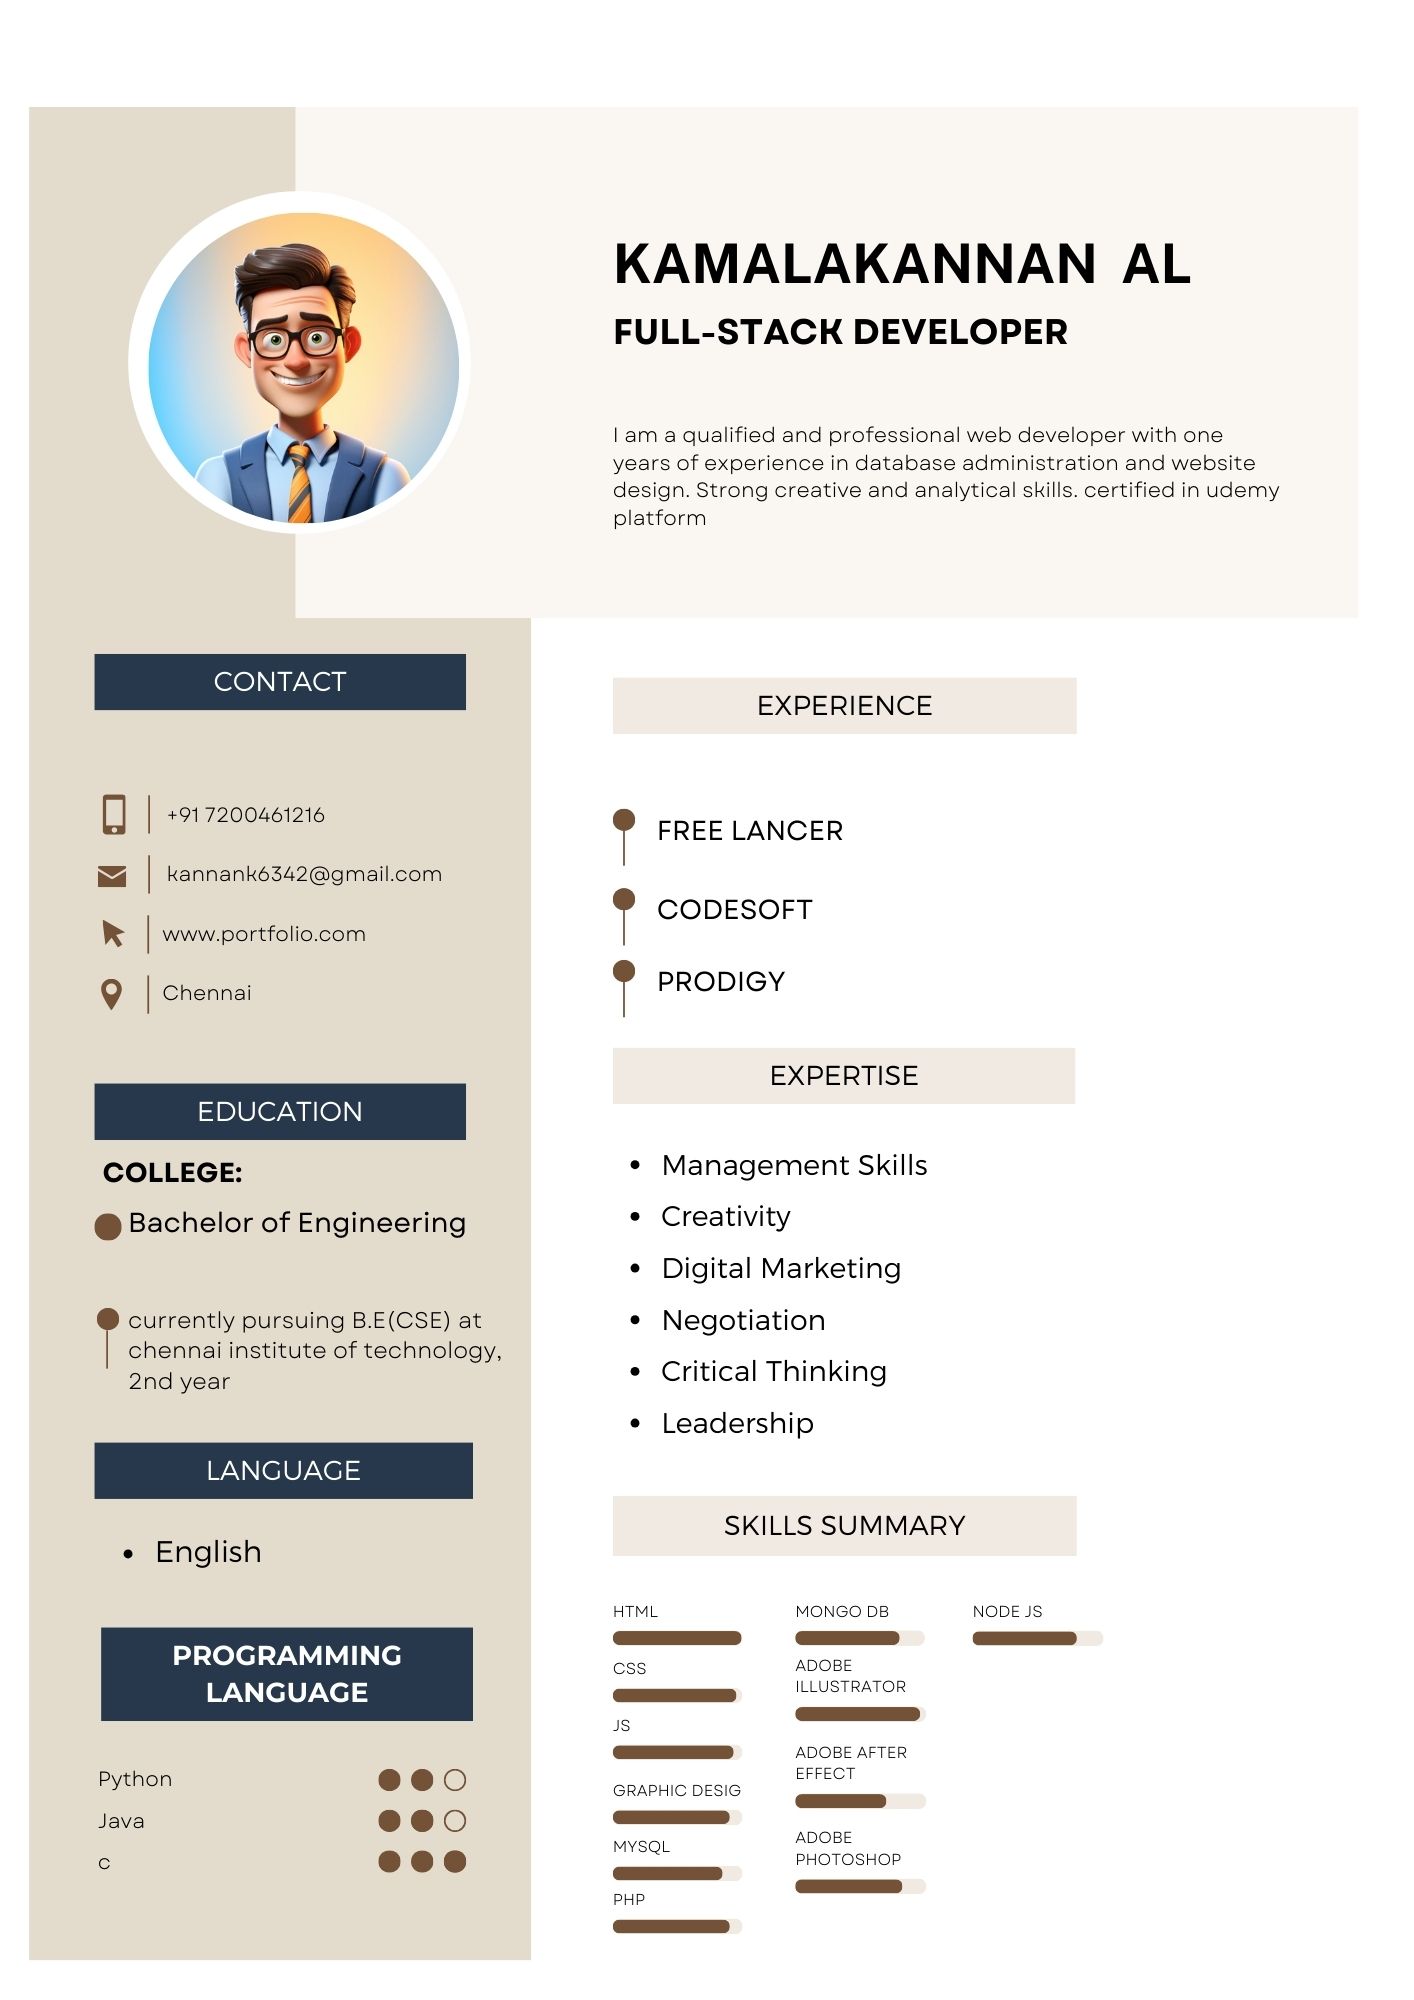 KAMALAKANNAN AL
FULL-STACK DEVELOPER
I am a qualified and professional web developer with one
years of experience in database administration and website
design. Strong creative and analytical skills. certified in udemy
platform
CONTACT
+91 7200461216
kannank6342@gmail.com
www.portfolio.com
Chennai
EDUCATION
COLLEGE:
Bachelor of Engineering
currently pursuing B.E(CSE) at
chennai institute of technology,
2nd year
LANGUAGE
• English
PROGRAMMING
LANGUAGE
Python
Java
c
EXPERIENCE
FREE LANCER
CODESOFT
PRODIGY
EXPERTISE
• Management Skills
• Creativity
• Digital Marketing
• Negotiation
• Critical Thinking
• Leadership
SKILLS SUMMARY
HTML
CSS
JS
GRAPHIC DESIG
MYSQL
PHP
MONGO DB
ADOBE
ILLUSTRATOR
ADOBE AFTER
EFFECT
ADOBE
PHOTOSHOP
NODE JS